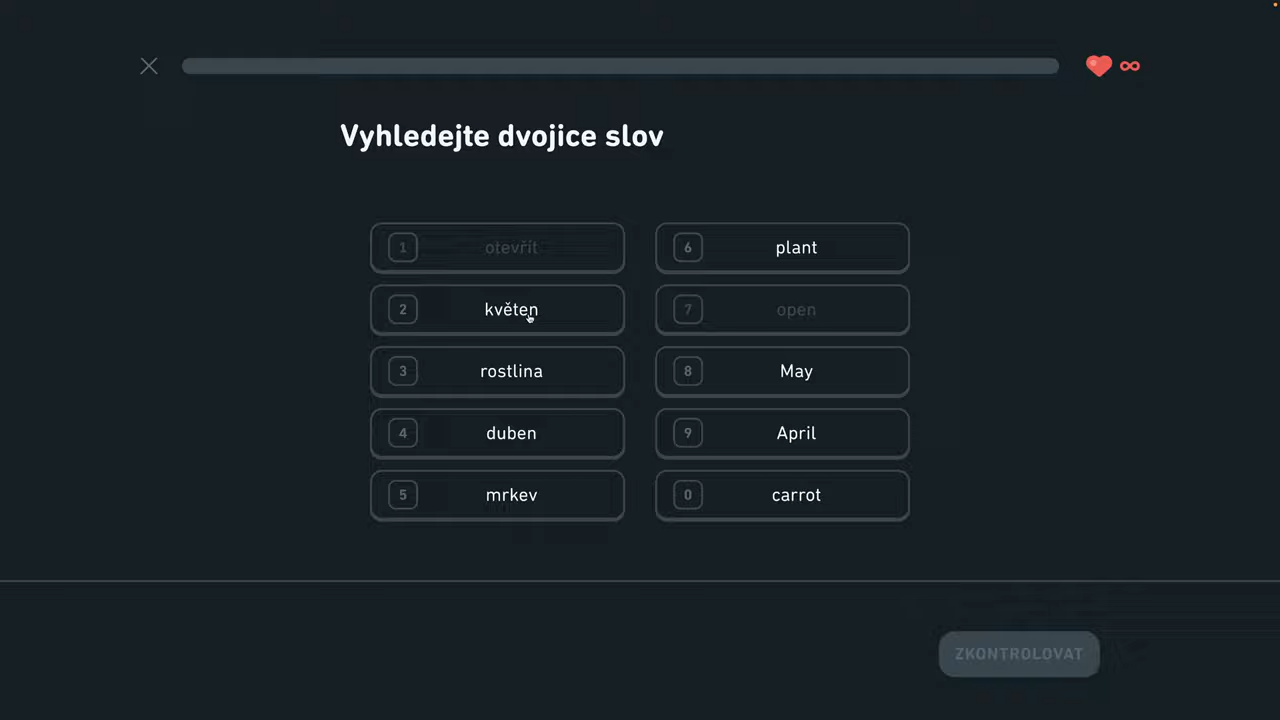 ∞
Vyhledejte dvojice slov
1 otevřít
6 plant
2 květen
7 open
3 rostlina
8 May
4 duben
9 April
5 mrkev
0 carrot
ZKONTROLOVAT